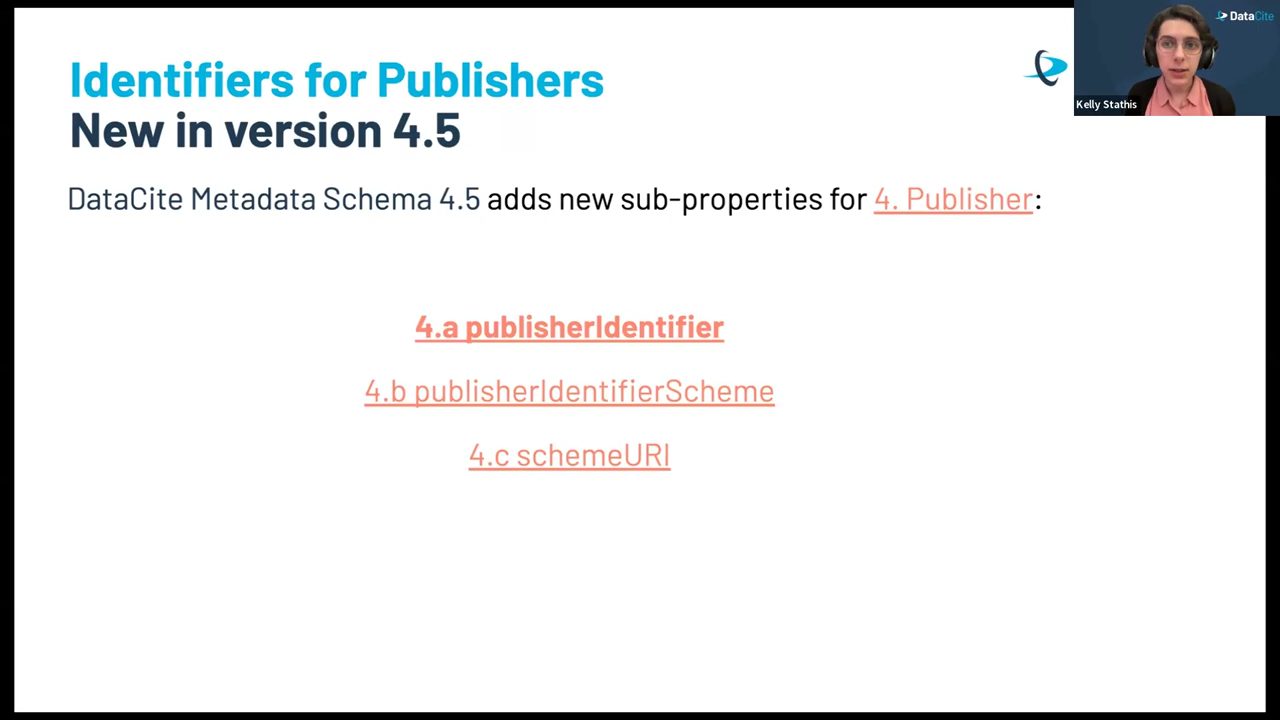 Identifiers for Publishers
New in version 4.5
DataCite Metadata Schema 4.5 adds new sub-properties for 4. Publisher:
4.a publisherIdentifier
4.b publisherIdentifierScheme
4.c schemeURI
DataCite
Kelly Stathis